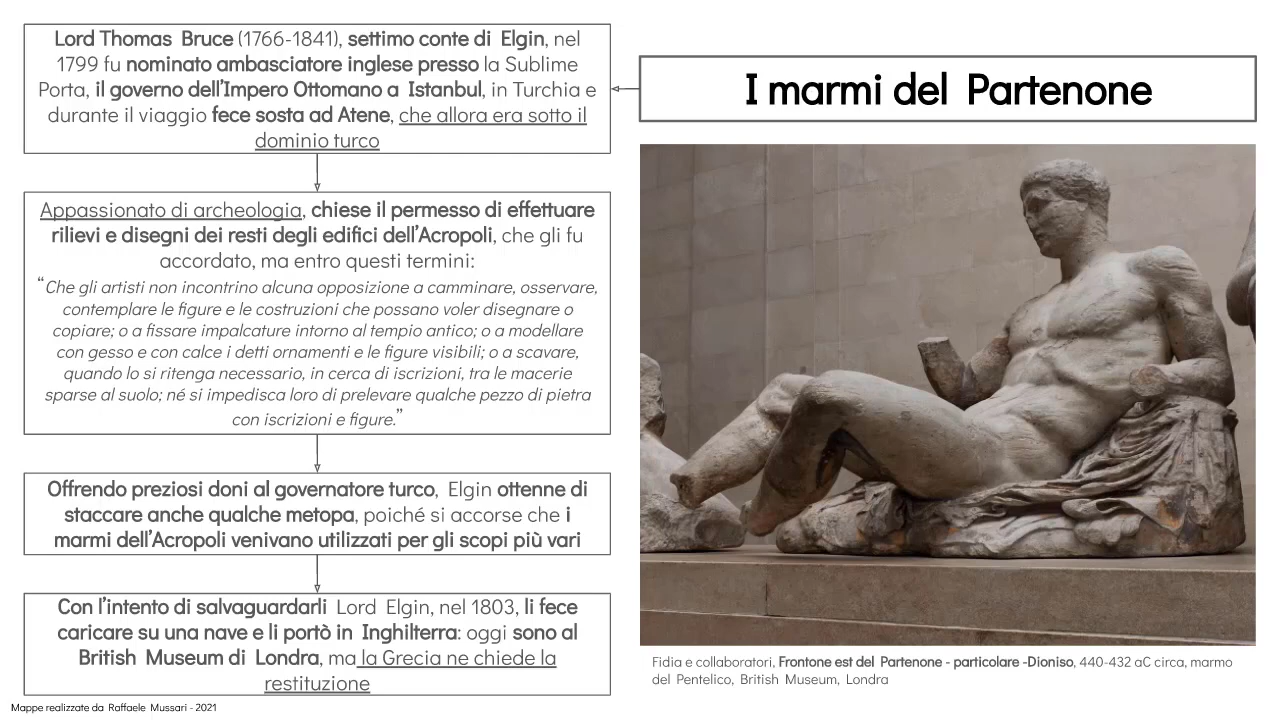 I marmi del Partenone
Lord Thomas Bruce (1766-1841), settimo conte di Elgin, nel
1799 fu nominato ambasciatore inglese presso la Sublime
Porta, il governo dell'Impero Ottomano a Istanbul, in Turchia e
durante il viaggio fece sosta ad Atene, che allora era sotto il
dominio turco
Appassionato di archeologia, chiese il permesso di effettuare
rilievi e disegni dei resti degli edifici dell'Acropoli, che gli fu
accordato, ma entro questi termini:
“Che gli artisti non incontrino alcuna opposizione a camminare, osservare,
contemplare le figure e le costruzioni che possano voler disegnare o
copiare; o a fissare impalcature intorno al tempio antico; o a modellare
con gesso e con calce i detti ornamenti e le figure visibili; o a scavare,
quando lo si ritenga necessario, in cerca di iscrizioni, tra le macerie
sparse al suolo; né si impedisca loro di prelevare qualche pezzo di pietra
con iscrizioni e figure.”
Offrendo preziosi doni al governatore turco, Elgin ottenne di
staccare anche qualche metopa, poiché si accorse che i
marmi dell'Acropoli venivano utilizzati per gli scopi più vari
Con l'intento di salvaguardarli Lord Elgin, nel 1803, li fece
caricare su una nave e li portò in Inghilterra: oggi sono al
British Museum di Londra, ma la Grecia ne chiede la
restituzione
Fidia e collaboratori, Frontone est del Partenone - particolare -Dioniso, 440-432 aC circa, marmo
del Pentelico, British Museum, Londra
Mappe realizzate da Raffaele Mussari - 2021